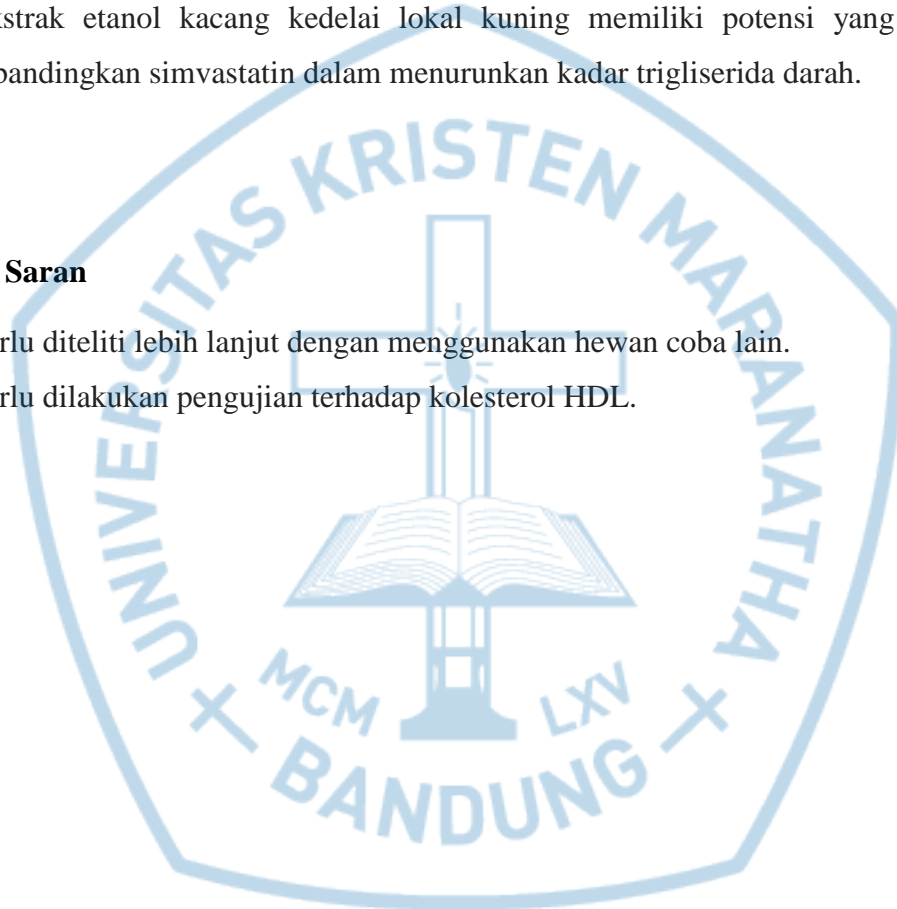 kstrak etanol kacang kedelai lokal kuning memiliki potensi yang
bandingkan simvastatin dalam menurunkan kadar trigliserida darah.
Saran
rlu diteliti lebih lanjut dengan menggunakan hewan coba lain.
rlu dilakukan pengujian terhadap kolesterol HDL.
UNIVERSITAS KRISTEN MARANATHA
MCM LXV
BANDUNG